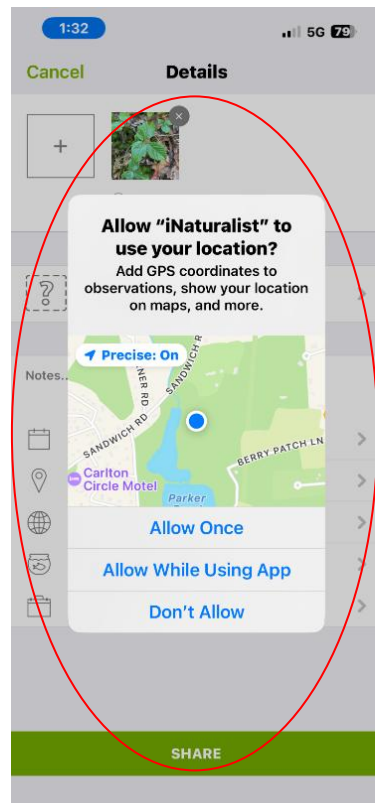 1:32
5G 79
Cancel Details
+
Allow “iNaturalist” to
use your location?
Add GPS coordinates to
observations, show your location
on maps, and more.
Precise: On
SANDWICH R
NER RD
SANDWICH RD
BERRY PATCH LN
Carlton
Circle Motel
Parker
Notes..
Allow Once
Allow While Using App
Don’t Allow
SHARE